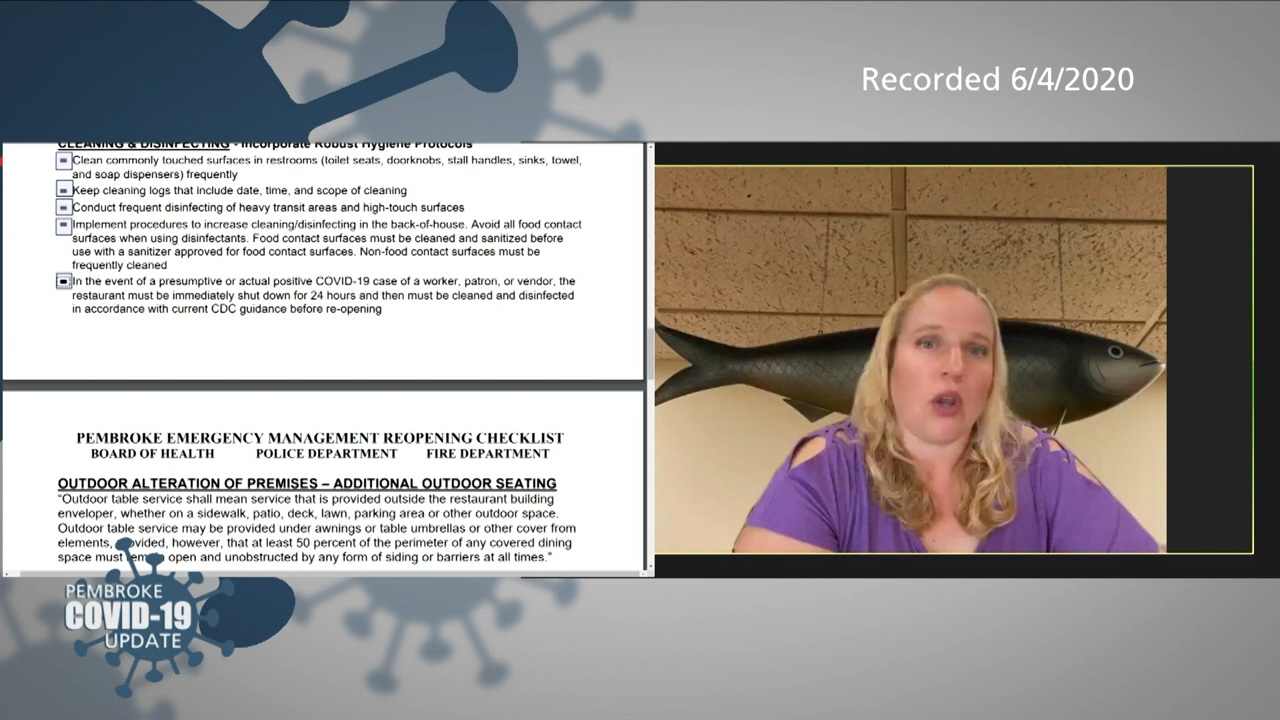 Recorded 6/4/2020
CLEANING & DISINFECTING - Incorporate Robust Hygiene Protocols
Clean commonly touched surfaces in restrooms (toilet seats, doorknobs, stall handles, sinks, towel,
and soap dispensers) frequently
Keep cleaning logs that include date, time, and scope of cleaning
Conduct frequent disinfecting of heavy transit areas and high-touch surfaces
Implement procedures to increase cleaning/disinfecting in the back-of-house. Avoid all food contact
surfaces when using disinfectants. Food contact surfaces must be cleaned and sanitized before
use with a sanitizer approved for food contact surfaces. Non-food contact surfaces must be
frequently cleaned
In the event of a presumptive or actual positive COVID-19 case of a worker, patron, or vendor, the
restaurant must be immediately shut down for 24 hours and then must be cleaned and disinfected
in accordance with current CDC guidance before re-opening
PEMBROKE EMERGENCY MANAGEMENT REOPENING CHECKLIST
BOARD OF HEALTH POLICE DEPARTMENT FIRE DEPARTMENT
OUTDOOR ALTERATION OF PREMISES – ADDITIONAL OUTDOOR SEATING
“Outdoor table service shall mean service that is provided outside the restaurant building
enveloper, whether on a sidewalk, patio, deck, lawn, parking area or other outdoor space.
Outdoor table service may be provided under awnings or table umbrellas or other cover from
elements, however, that at least 50 percent of the perimeter of any covered dining
space must open and unobstructed by any form of siding or barriers at all times.”
PEMBROKE
COVID-19
UPDATE